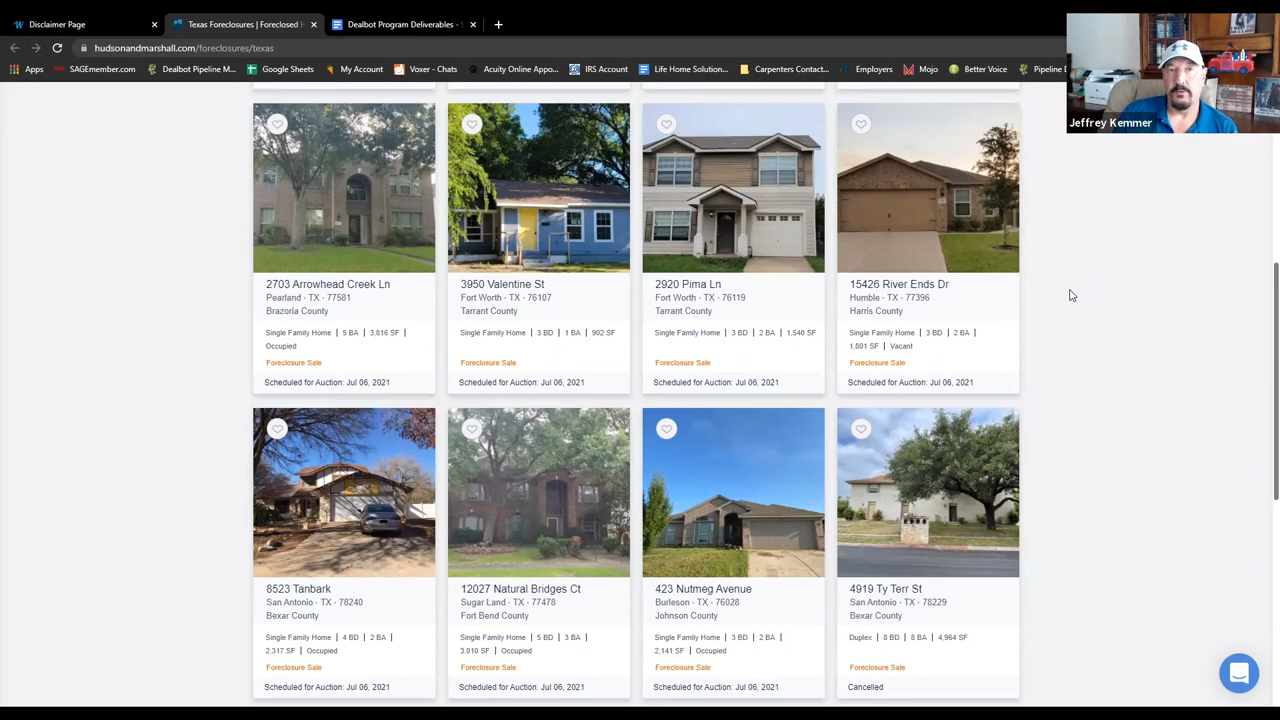 Disclaimer Page
Texas Foreclosures | Foreclosed H
Dealbot Program Deliverables -
hudsonandmarshall.com/foreclosures/texas
Apps
SAGEmember.com
Dealbot Pipeline M...
Google Sheets
My Account
Voxer - Chats
Acuity Online Appo...
IRS Account
Life Home Solution...
Carpenters Contact...
Employers
Mojo
Better Voice
Pipeline D
Jeffrey Kemmer
2703 Arrowhead Creek Ln
Pearland · TX · 77581
Brazoria County
Single Family Home | 5 BA | 3,816 SF |
Occupied
Foreclosure Sale
Scheduled for Auction: Jul 06, 2021
3950 Valentine St
Fort Worth · TX · 76107
Tarrant County
Single Family Home | 3 BD | 1 BA | 902 SF
Foreclosure Sale
Scheduled for Auction: Jul 06, 2021
2920 Pima Ln
Fort Worth · TX · 76119
Tarrant County
Single Family Home | 3 BD | 2 BA | 1,540 SF
Foreclosure Sale
Scheduled for Auction: Jul 06, 2021
15426 River Ends Dr
Humble · TX · 77396
Harris County
Single Family Home | 3 BD | 2 BA |
1,801 SF | Vacant
Foreclosure Sale
Scheduled for Auction: Jul 06, 2021
8523 Tanbark
San Antonio · TX · 78240
Bexar County
Single Family Home | 4 BD | 2 BA |
2,317 SF | Occupied
Foreclosure Sale
Scheduled for Auction: Jul 06, 2021
12027 Natural Bridges Ct
Sugar Land · TX · 77478
Fort Bend County
Single Family Home | 5 BD | 3 BA |
3,010 SF | Occupied
Foreclosure Sale
Scheduled for Auction: Jul 06, 2021
423 Nutmeg Avenue
Burleson · TX · 76028
Johnson County
Single Family Home | 3 BD | 2 BA |
2,141 SF | Occupied
Foreclosure Sale
Scheduled for Auction: Jul 06, 2021
4919 Ty Terr St
San Antonio · TX · 78229
Bexar County
Duplex | 8 BD | 8 BA | 4,964 SF
Foreclosure Sale
Cancelled